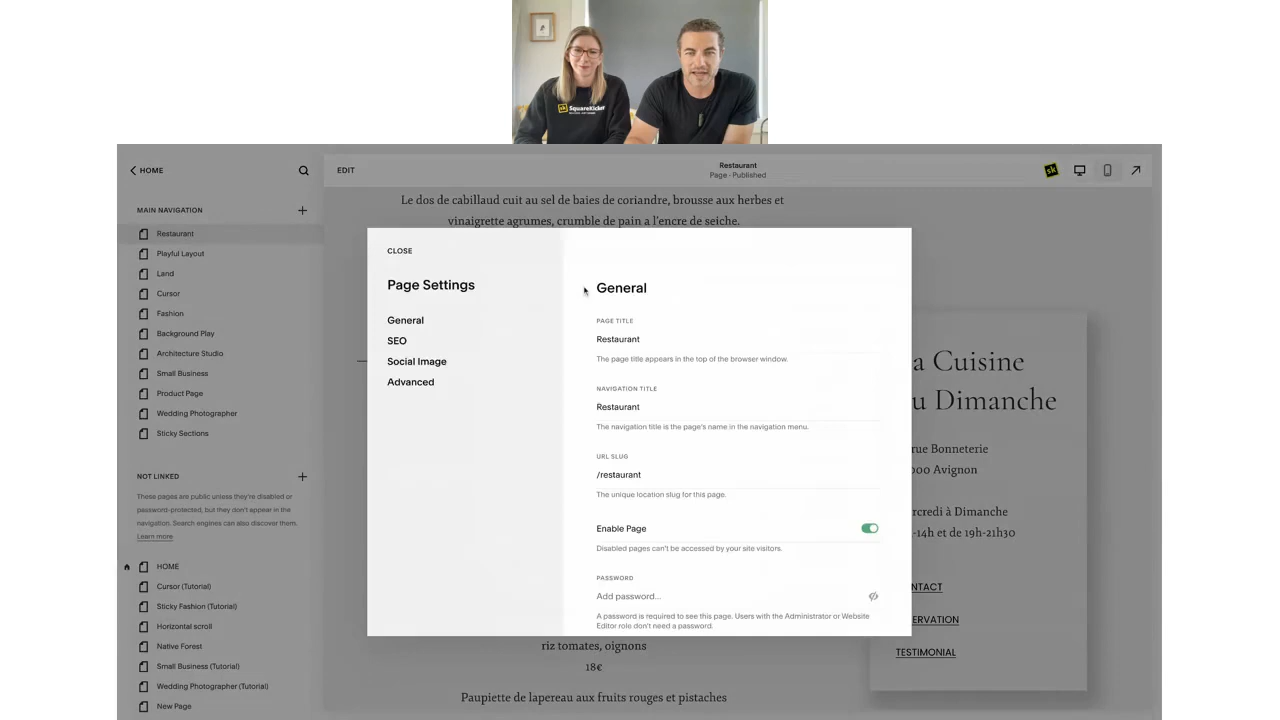 SquareKicker
HOME
EDIT
Restaurant
Page · Published
sk
MAIN NAVIGATION
Restaurant
Playful Layout
Land
Cursor
Fashion
Background Play
Architecture Studio
Small Business
Product Page
Wedding Photographer
Sticky Sections
NOT LINKED
These pages are public unless they're disabled or
password-protected, but they don't appear in the
navigation. Search engines can also discover them.
Learn more
HOME
Cursor (Tutorial)
Sticky Fashion (Tutorial)
Horizontal scroll
Native Forest
Small Business (Tutorial)
Wedding Photographer (Tutorial)
New Page
Le dos de cabillaud cuit au sel de baies de coriandre, brousse aux herbes et
vinaigrette agrumes, crumble de pain a l'encre de seiche.
CLOSE
Page Settings
General
SEO
Social Image
Advanced
General
PAGE TITLE
Restaurant
The page title appears in the top of the browser window.
NAVIGATION TITLE
Restaurant
The navigation title is the page's name in the navigation menu.
URL SLUG
/restaurant
The unique location slug for this page.
Enable Page
Disabled pages can't be accessed by your site visitors.
PASSWORD
Add password...
A password is required to see this page. Users with the Administrator or Website
Editor role don't need a password.
riz tomates, oignons
18€
Paupiette de lapereau aux fruits rouges et pistaches
a Cuisine
u Dimanche
rue Bonneterie
000 Avignon
rcredi à Dimanche
-14h et de 19h-21h30
NTACT
ERVATION
TESTIMONIAL